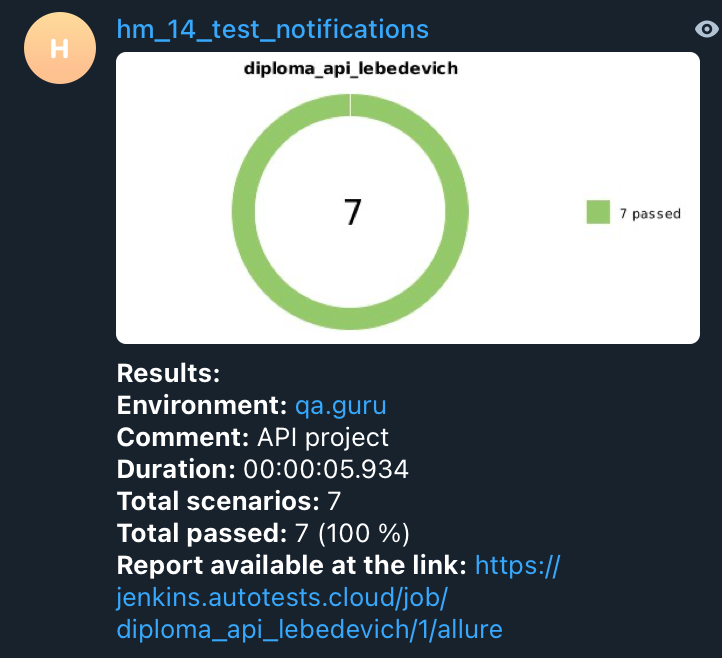 H
hm_14_test_notifications
diploma_api_lebedevich
7
7 passed
Results:
Environment: qa.guru
Comment: API project
Duration: 00:00:05.934
Total scenarios: 7
Total passed: 7 (100 %)
Report available at the link: https://
jenkins.autotests.cloud/job/
diploma_api_lebedevich/1/allure